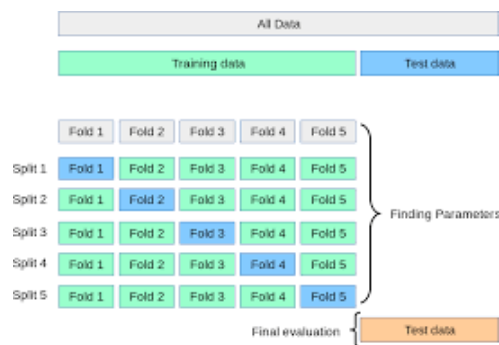 All Data
Training data Test data
Fold 1 Fold 2 Fold 3 Fold 4 Fold 5
Split 1 Fold 1 Fold 2 Fold 3 Fold 4 Fold 5
Split 2 Fold 1 Fold 2 Fold 3 Fold 4 Fold 5
Split 3 Fold 1 Fold 2 Fold 3 Fold 4 Fold 5
Finding Parameters
Split 4 Fold 1 Fold 2 Fold 3 Fold 4 Fold 5
Split 5 Fold 1 Fold 2 Fold 3 Fold 4 Fold 5
Final evaluation Test data